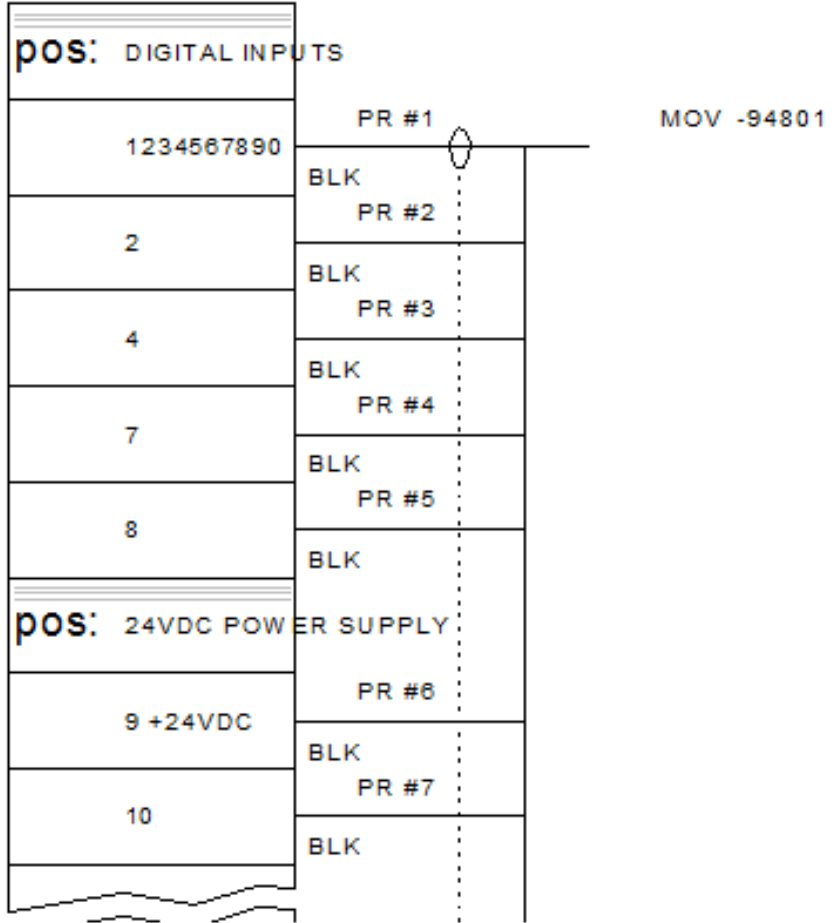 pos: DIGITAL INPUTS
PR #1 MOV -94801
1234567890
BLK
PR #2
2
BLK
PR #3
4
BLK
PR #4
7
BLK
PR #5
8
BLK
pos: 24VDC POWER SUPPLY
PR #6
9 +24VDC
BLK
PR #7
10
BLK